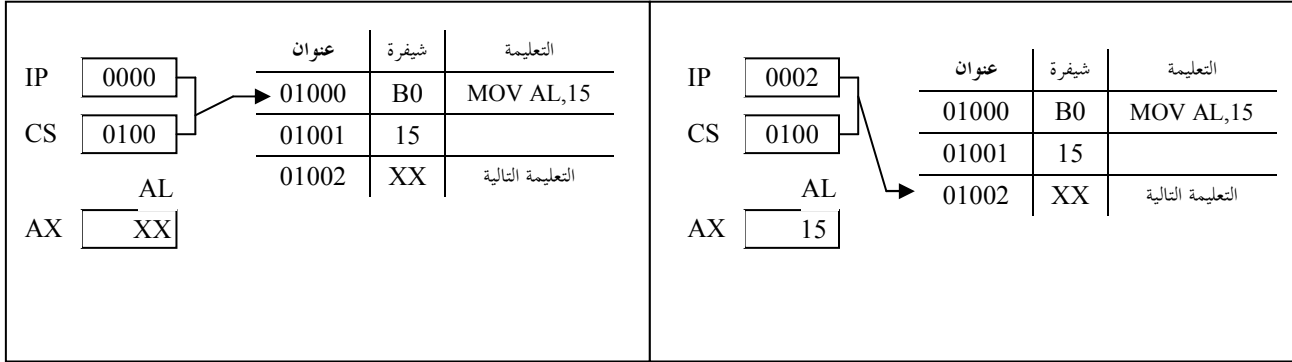 عنوان شيفرة التعليمة
IP 0000
01000 B0 MOV AL,15
CS 0100
01001 15
01002 XX التعليمة التالية
AL
AX XX
عنوان شيفرة التعليمة
IP 0002
01000 B0 MOV AL,15
CS 0100
01001 15
AL
01002 XX التعليمة التالية
AX 15